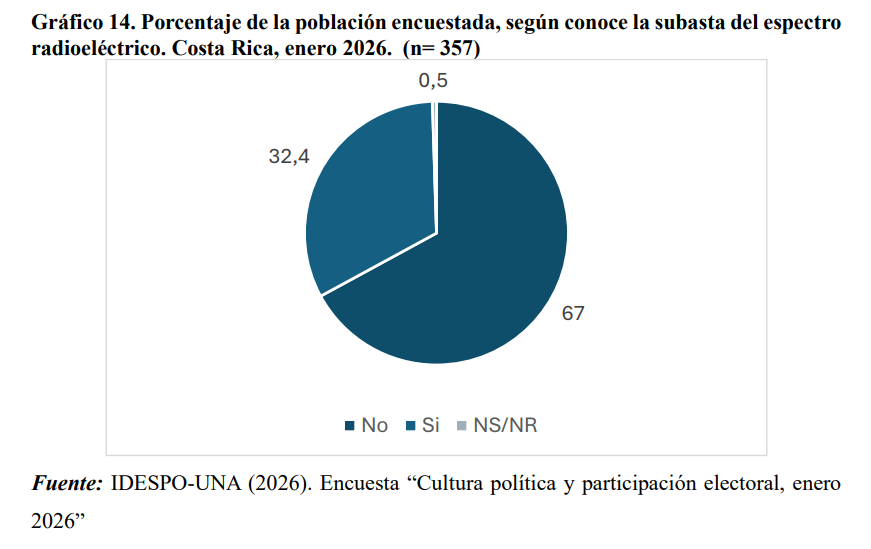 Gráfico 14. Porcentaje de la población encuestada, según conoce la subasta del espectro
radioeléctrico. Costa Rica, enero 2026. (n= 357)
0,5
32,4
67
No Si NS/NR
Fuente: IDESPO-UNA (2026). Encuesta “Cultura política y participación electoral, enero
2026”